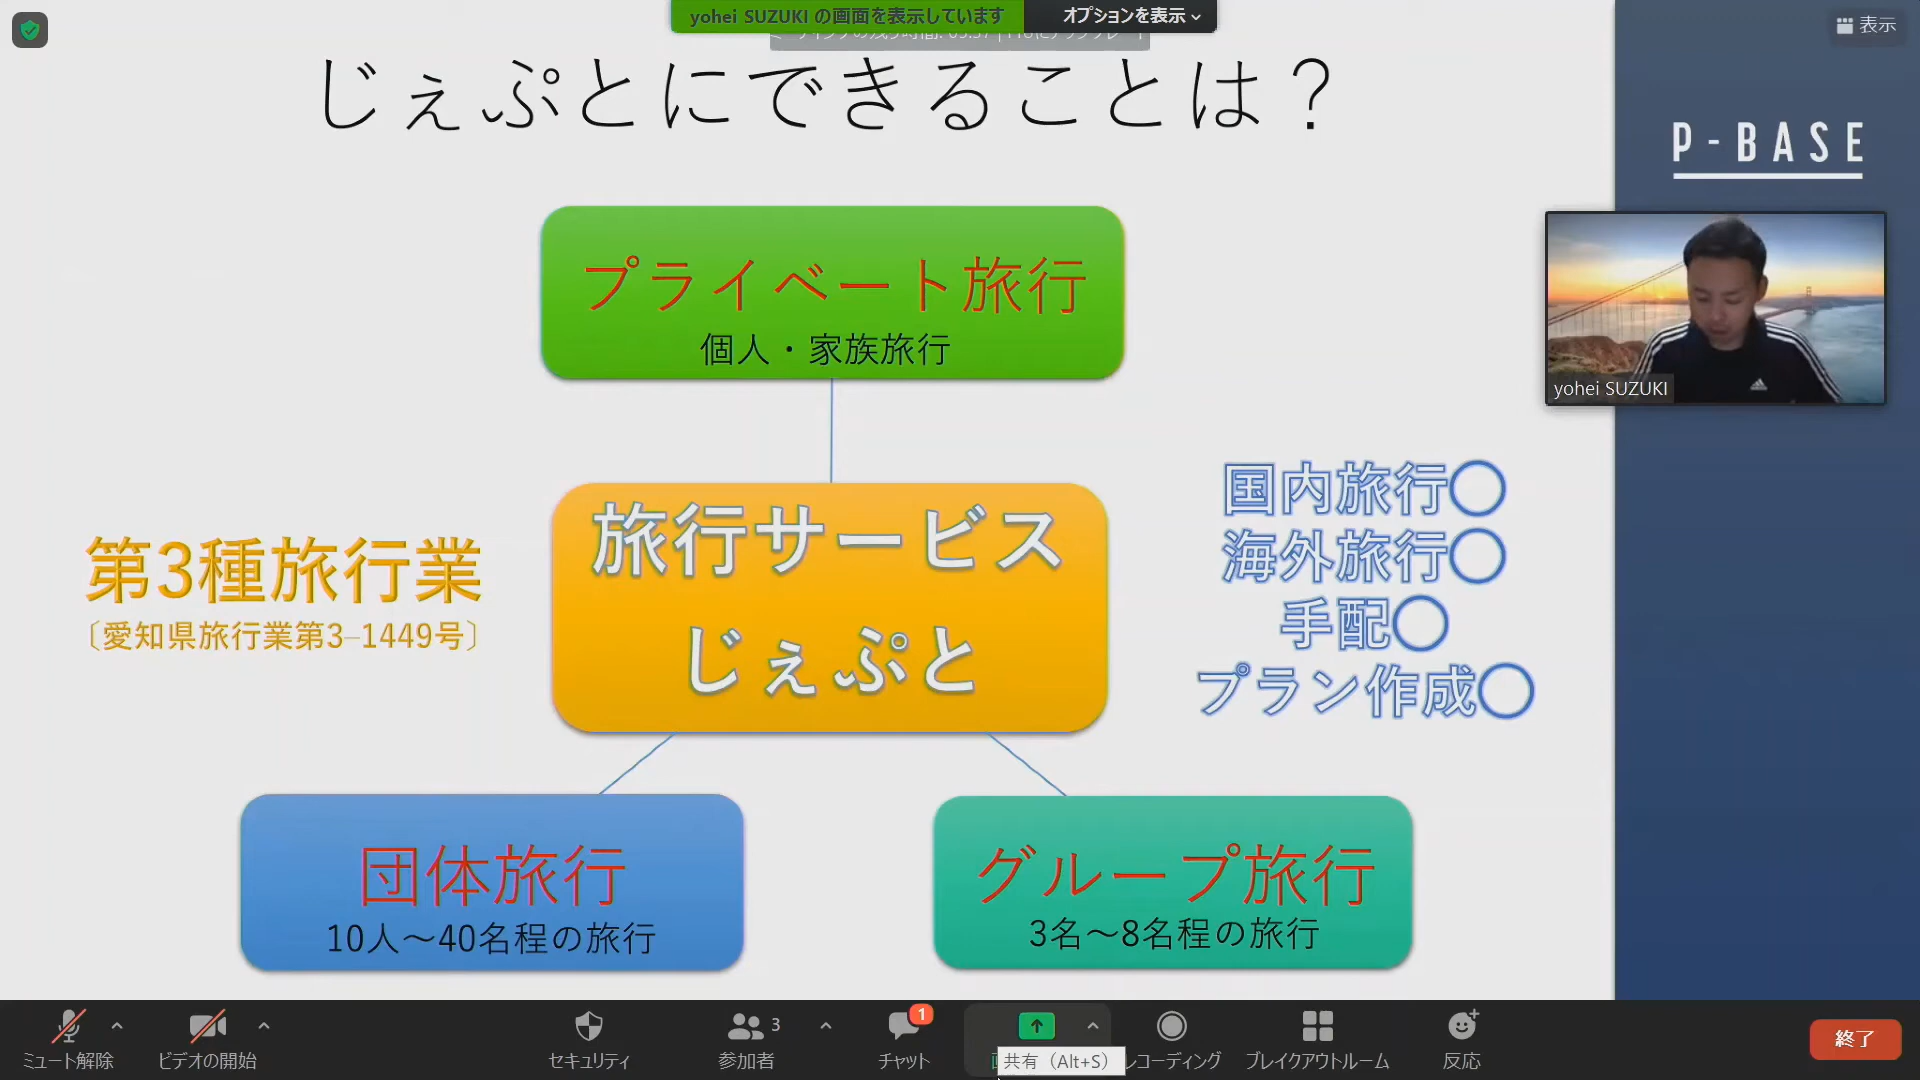 yohei SUZUKI の画面を表示しています
オプションを表示
表示
じぇぷとにできることは？
P-BASE
プライベート旅行
個人・家族旅行
yohei SUZUKI
旅行サービス
じぇぷと
第3種旅行業
〔愛知県旅行業第3–1449号〕
国内旅行〇
海外旅行〇
手配〇
プラン作成〇
団体旅行
10人～40名程の旅行
グループ旅行
3名～8名程の旅行
ミュート解除
ビデオの開始
セキュリティ
3
参加者
1
チャット
共有（Alt+S）
レコーディング
ブレイクアウトルーム
反応
終了